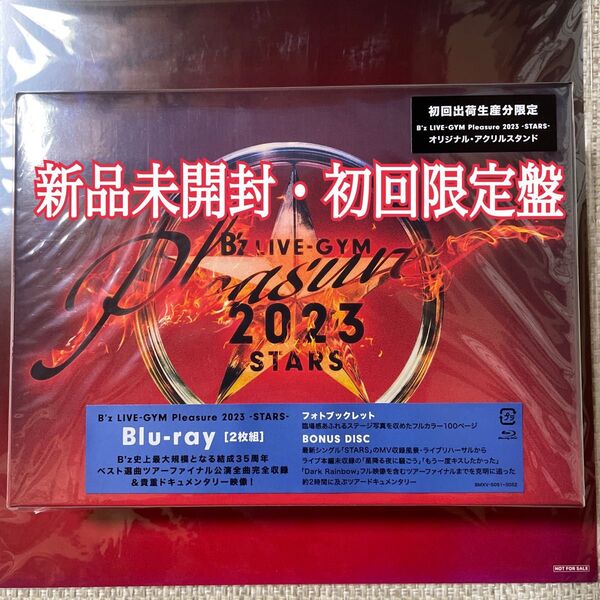 初回出荷生産分限定
B'z LIVE-GYM Pleasure 2023 -STARS-
オリジナル・アクリルスタンド
新品未開封・初回限定盤
B'z LIVE-GYM
Pleasure
2023
STARS
B'z LIVE-GYM Pleasure 2023 -STARS-
Blu-ray [2枚組]
B'z史上最大規模となる結成35周年
ベスト選曲ツアーファイナル公演全曲完全収録
&貴重ドキュメンタリー映像!
フォトブックレット
臨場感あふれるステージ写真を収めたフルカラー100ページ
BONUS DISC
最新シングル「STARS」のMV収録風景・ライブリハーサルから
ライブ本編未収録の「風降る夜に騒ごう」「もう一度キスしたかった」
「Dark Rainbow」フル映像を含むツアーファイナルまでを克明に追った
約2時間に及ぶツアードキュメンタリー
BMXV-5051~5052
NOT FOR SALE